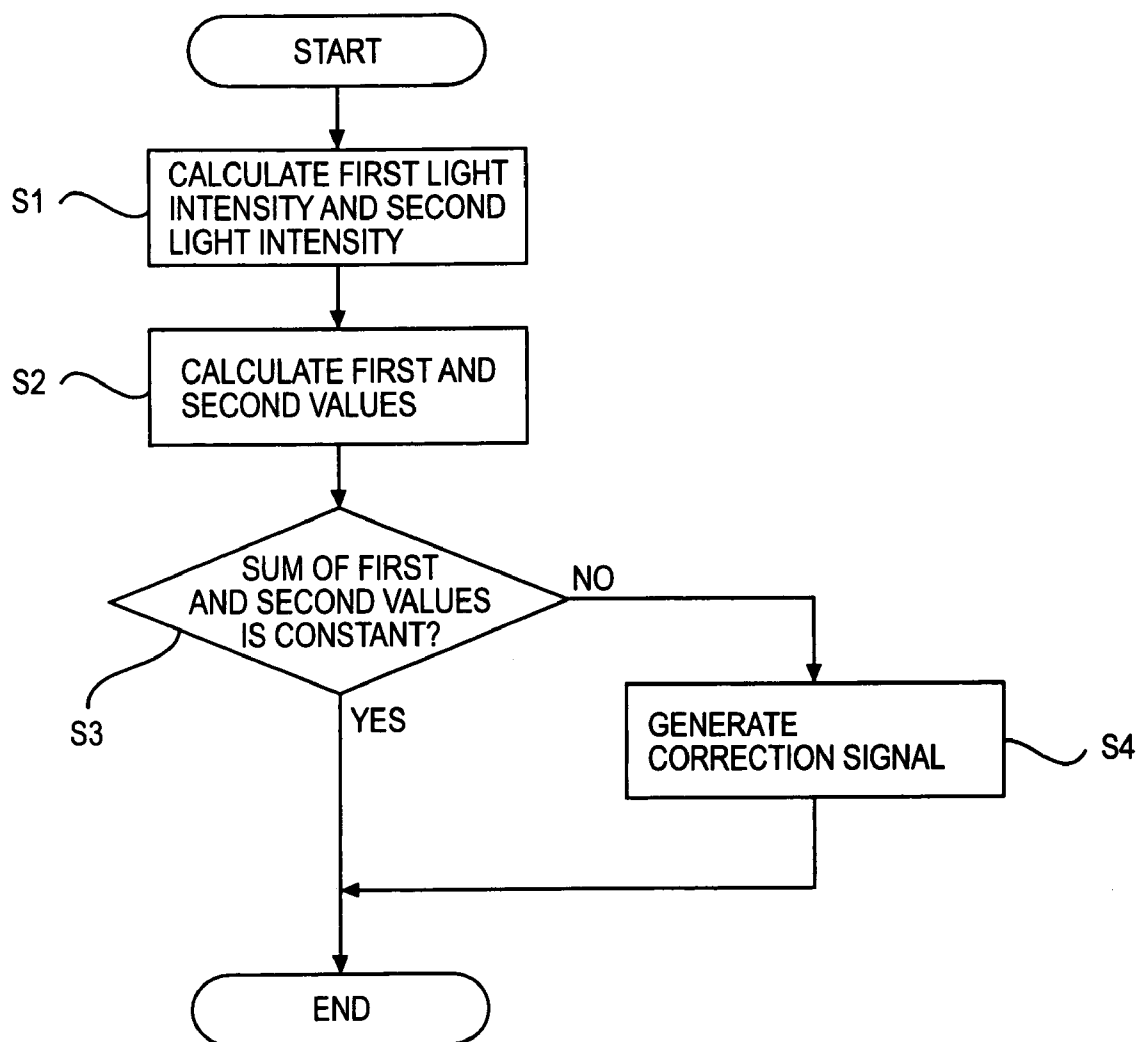 START
S1
CALCULATE FIRST LIGHT
INTENSITY AND SECOND
LIGHT INTENSITY
S2
CALCULATE FIRST AND
SECOND VALUES
SUM OF FIRST
AND SECOND VALUES
IS CONSTANT?
NO
S3
YES
GENERATE
CORRECTION SIGNAL
S4
END